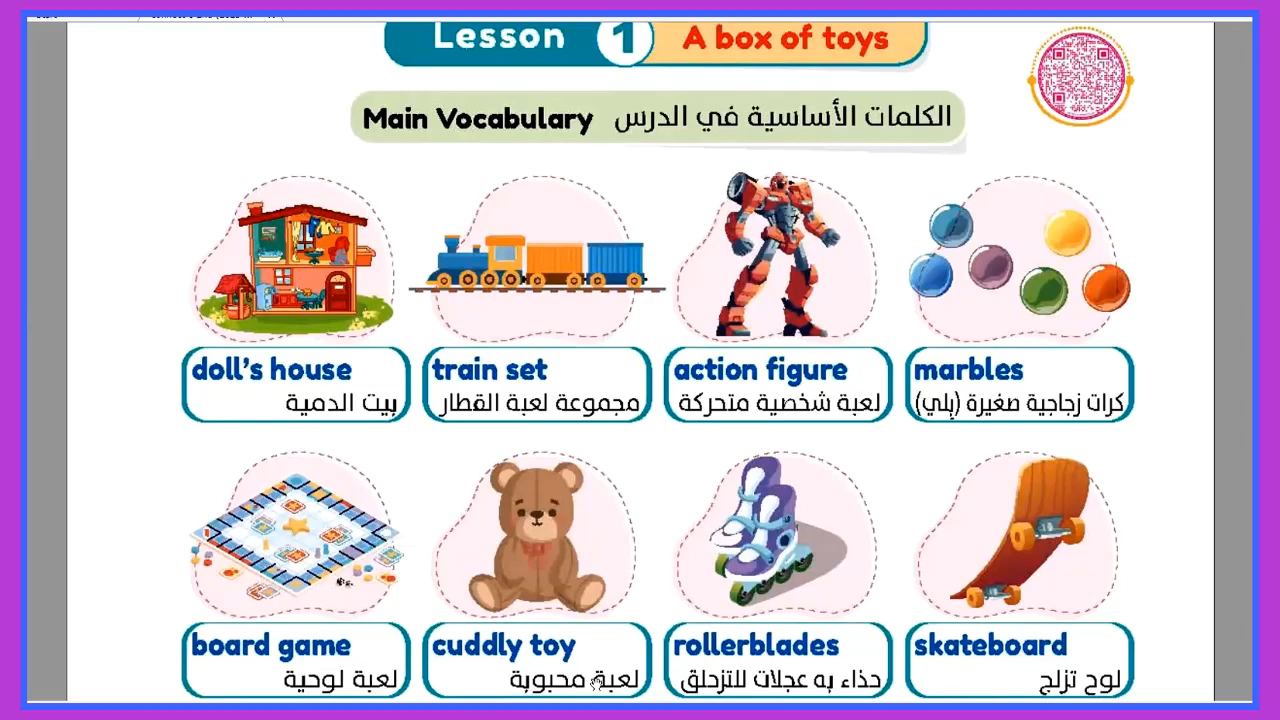 Lesson 1 A box of toys
Main Vocabulary الكلمات الأساسية في الدرس
doll's house
بيت الدمية
train set
مجموعة لعبة القطار
action figure
لعبة شخصية متحركة
marbles
كرات زجاجية صغيرة (بلي)
board game
لعبة لوحية
cuddly toy
لعبة محبوبة
rollerblades
حذاء به عجلات للتزحلق
skateboard
لوح تزلج